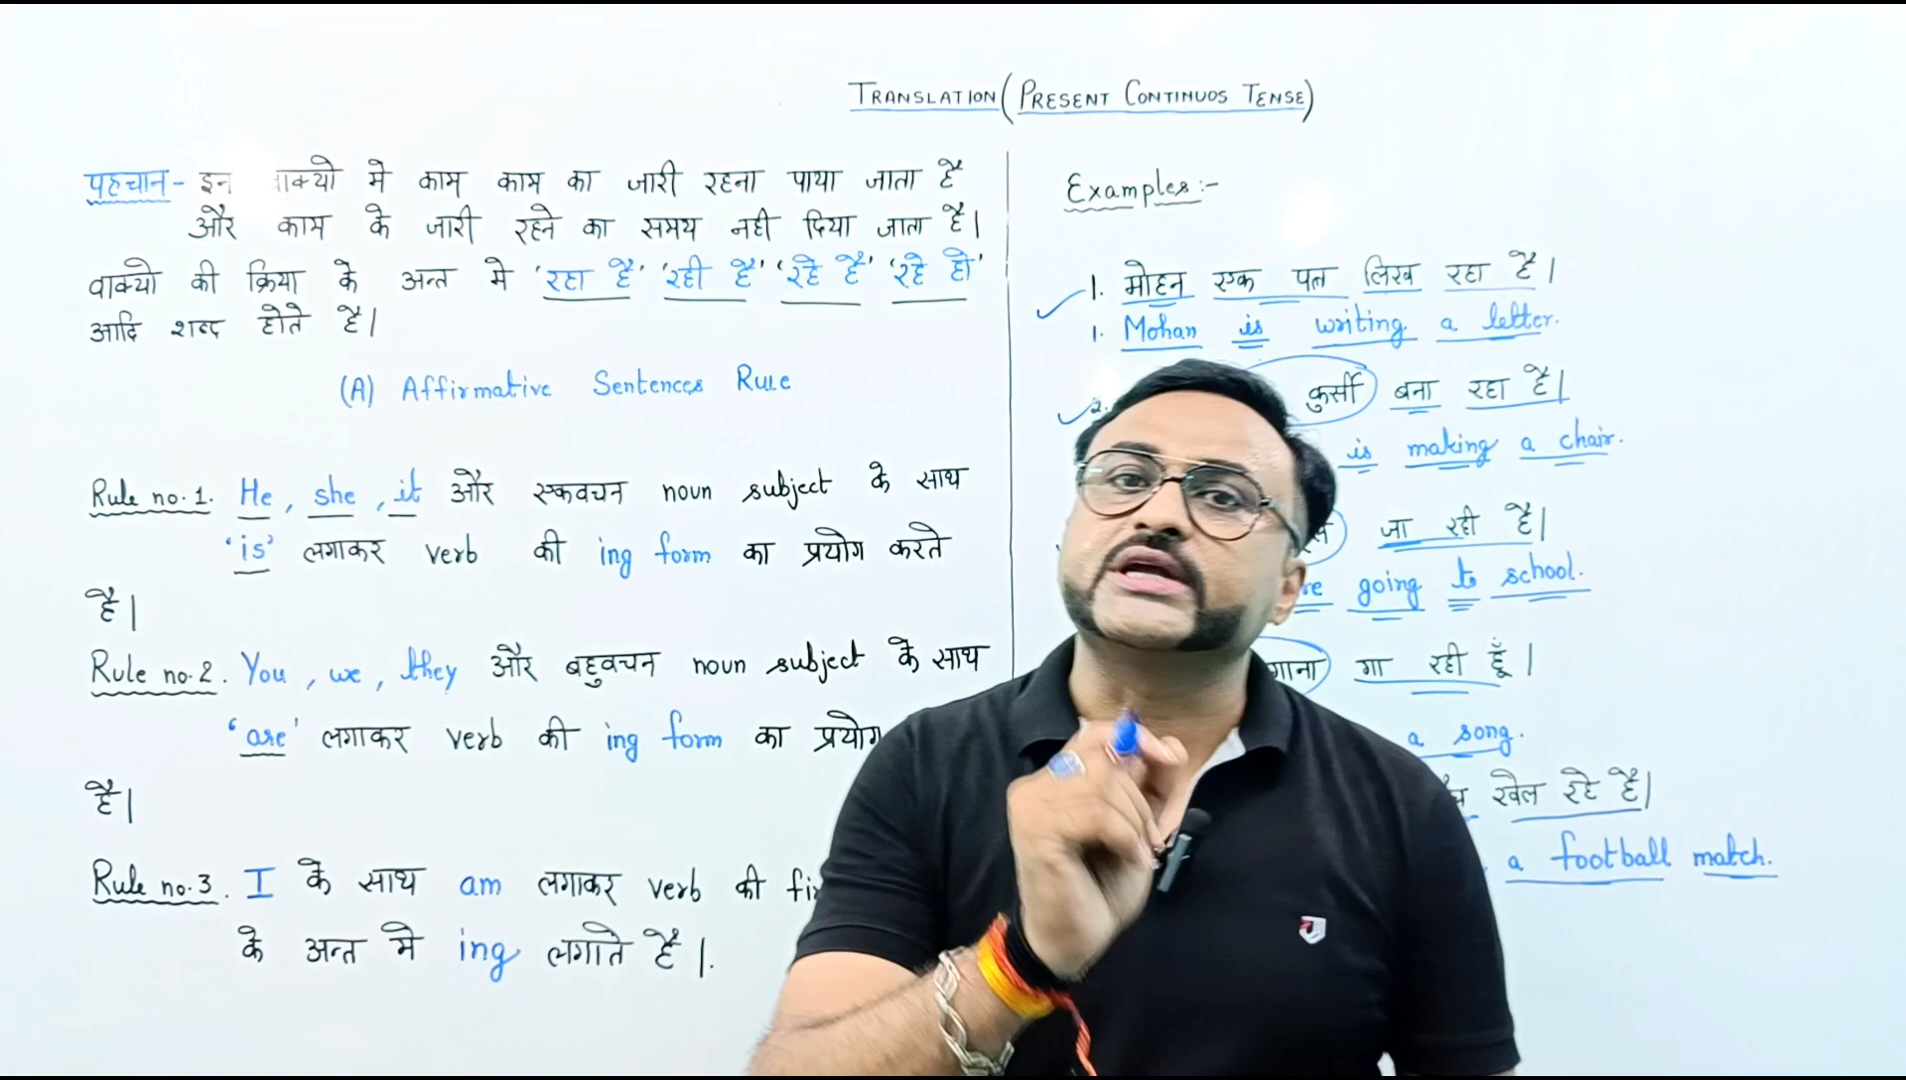 TRANSLATION (PRESENT CONTINUOS TENSE)
पहचान - इन वाक्यो मे काम काम का जारी रहना पाया जाता है
और काम के जारी रहने का समय नही दिया जाता है।
वाक्यो की क्रिया के अन्त मे 'रहा है' 'रही है' 'रहे है' 'रहे हो'
आदि शब्द होते है।
(A) Affirmative Sentences Rule
Rule no. 1. He, she, it और एकवचन noun subject के साथ
'is' लगाकर verb की ing form का प्रयोग करते
है।
Rule no. 2. You, we, they और बहुवचन noun subject के साथ
'are' लगाकर verb की ing form का प्रयोग
है।
Rule no. 3. I के साथ am लगाकर verb की
के अन्त मे ing लगाते है।
Examples:-
1. मोहन एक पत्र लिख रहा है।
1. Mohan is writing a letter.
2. कुर्सी बना रहा है।
is making a chair.
जा रही है।
going to school.
गाना गा रही हूँ।
a song.
खेल रहे है।
a football match.